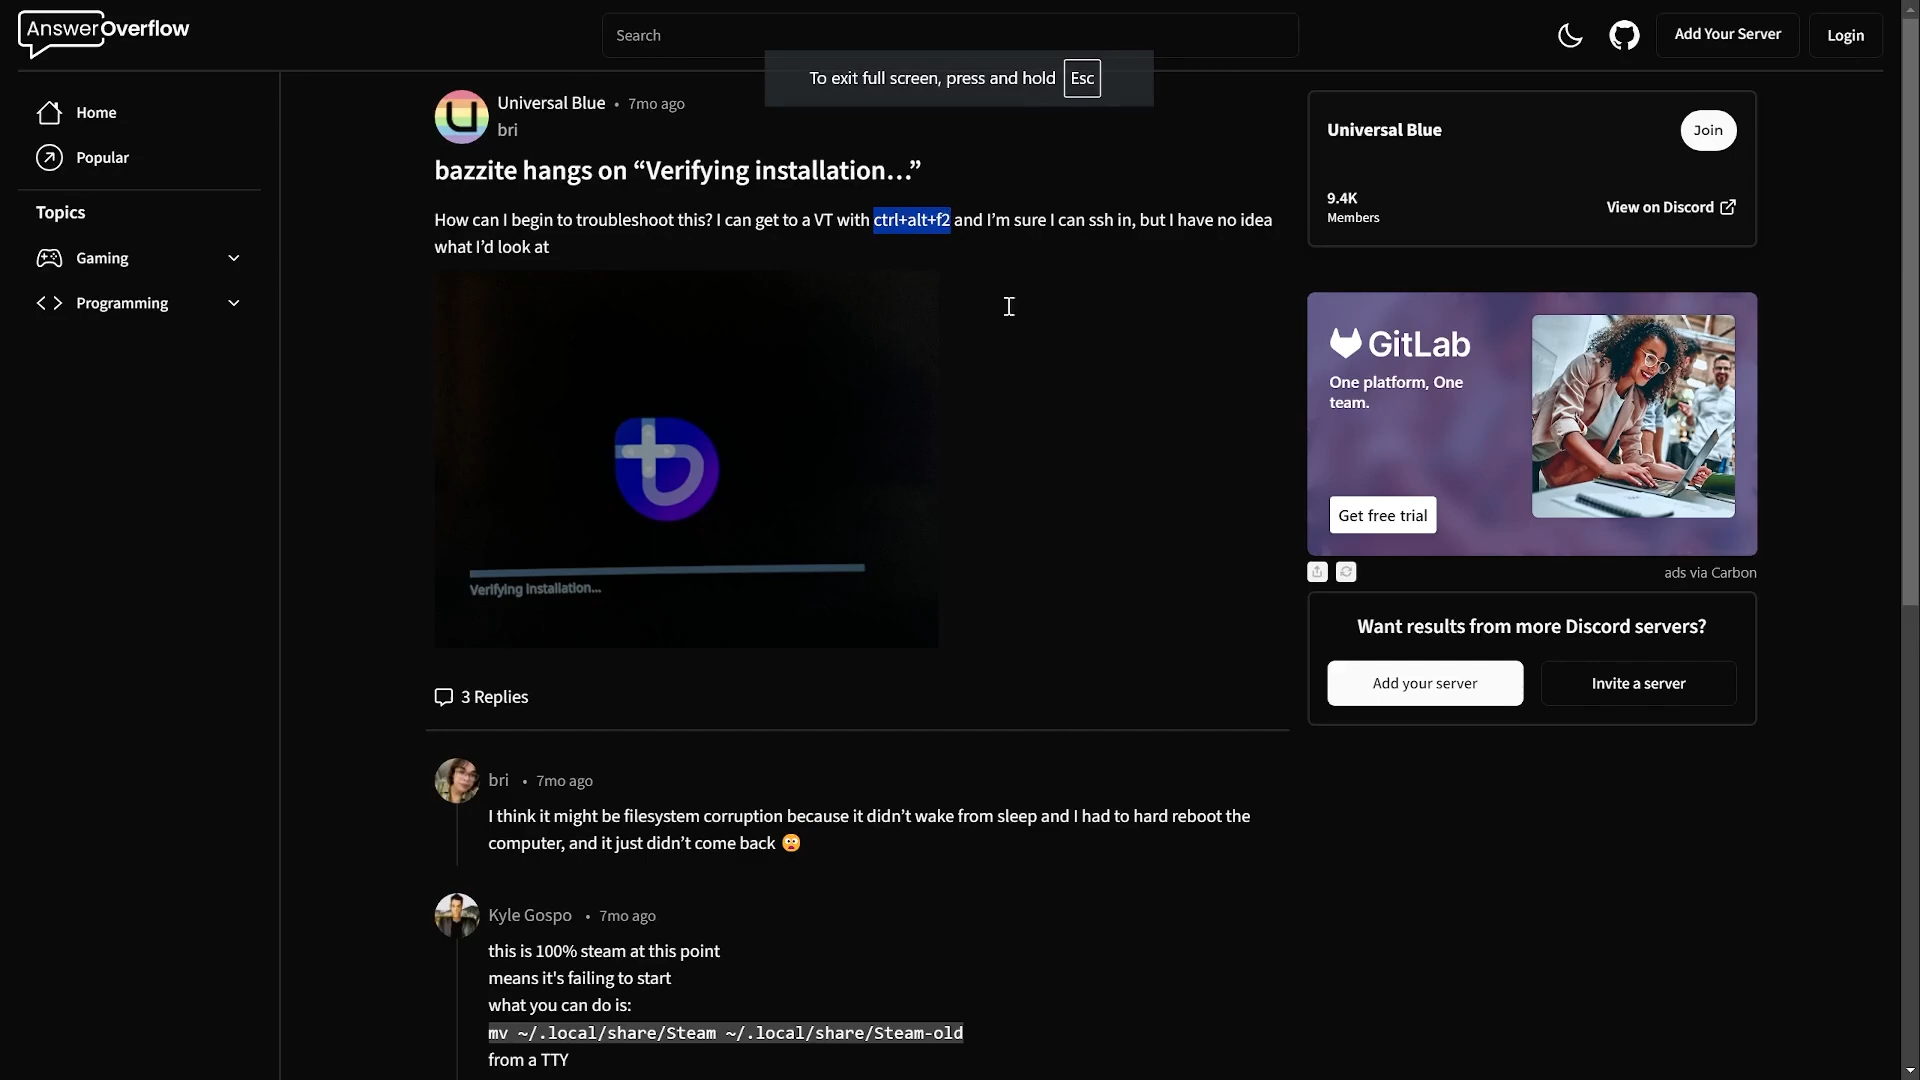 AnswerOverflow
Search
Add Your Server
Login
To exit full screen, press and hold Esc
Home
Popular
Topics
Gaming
Programming
Universal Blue • 7mo ago
bri
bazzite hangs on “Verifying installation...”
How can I begin to troubleshoot this? I can get to a VT with ctrl+alt+f2 and I’m sure I can ssh in, but I have no idea
what I’d look at
Verifying installation...
3 Replies
bri • 7mo ago
I think it might be filesystem corruption because it didn’t wake from sleep and I had to hard reboot the
computer, and it just didn’t come back 😳
Kyle Gospo • 7mo ago
this is 100% steam at this point
means it's failing to start
what you can do is:
mv ~/.local/share/Steam ~/.local/share/Steam-old
from a TTY
Universal Blue
Join
9.4K
Members
View on Discord
GitLab
One platform, One
team.
Get free trial
ads via Carbon
Want results from more Discord servers?
Add your server
Invite a server